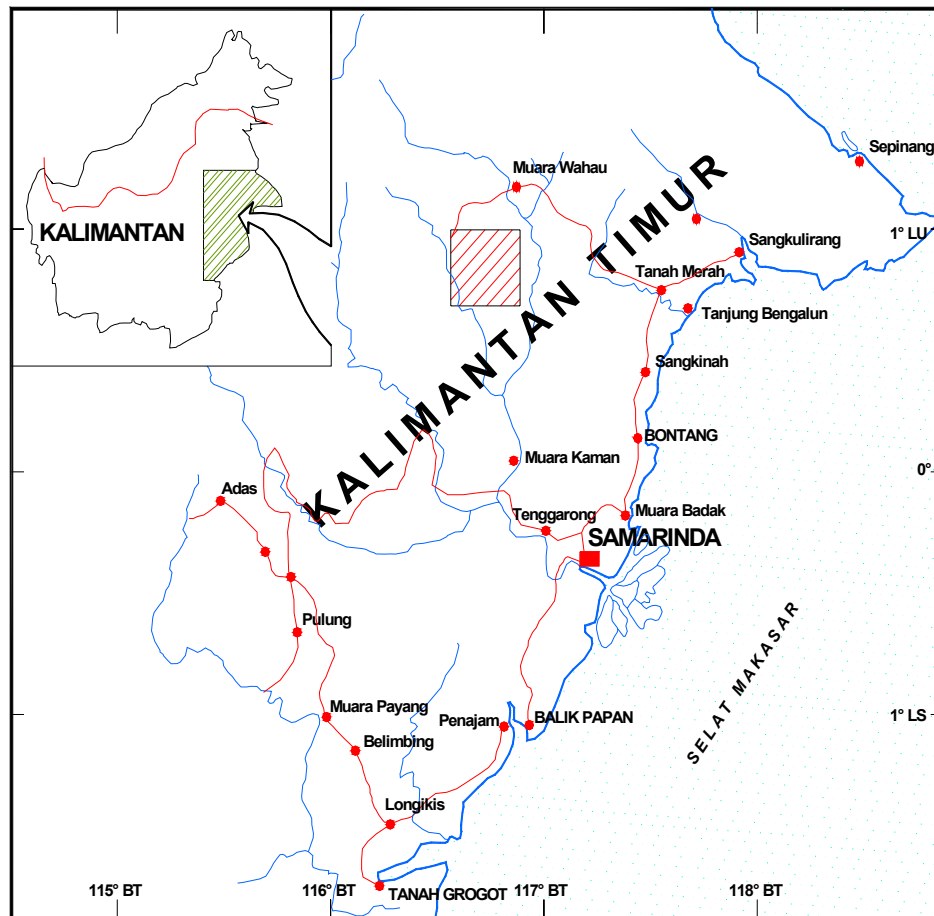 Sepinang
Muara Wahau
KALIMANTAN
1° LU
Sangkulirang
KALIMANTAN TIMUR
Tanah Merah
Tanjung Bengalun
Sangkinah
BONTANG
Muara Kaman
0°
Adas
Tenggarong
Muara Badak
SAMARINDA
Pulung
SELAT MAKASAR
Muara Payang
Penajam
BALIK PAPAN
1° LS
Belimbing
Longikis
115° BT
116° BT
117° BT
118° BT
TANAH GROGOT